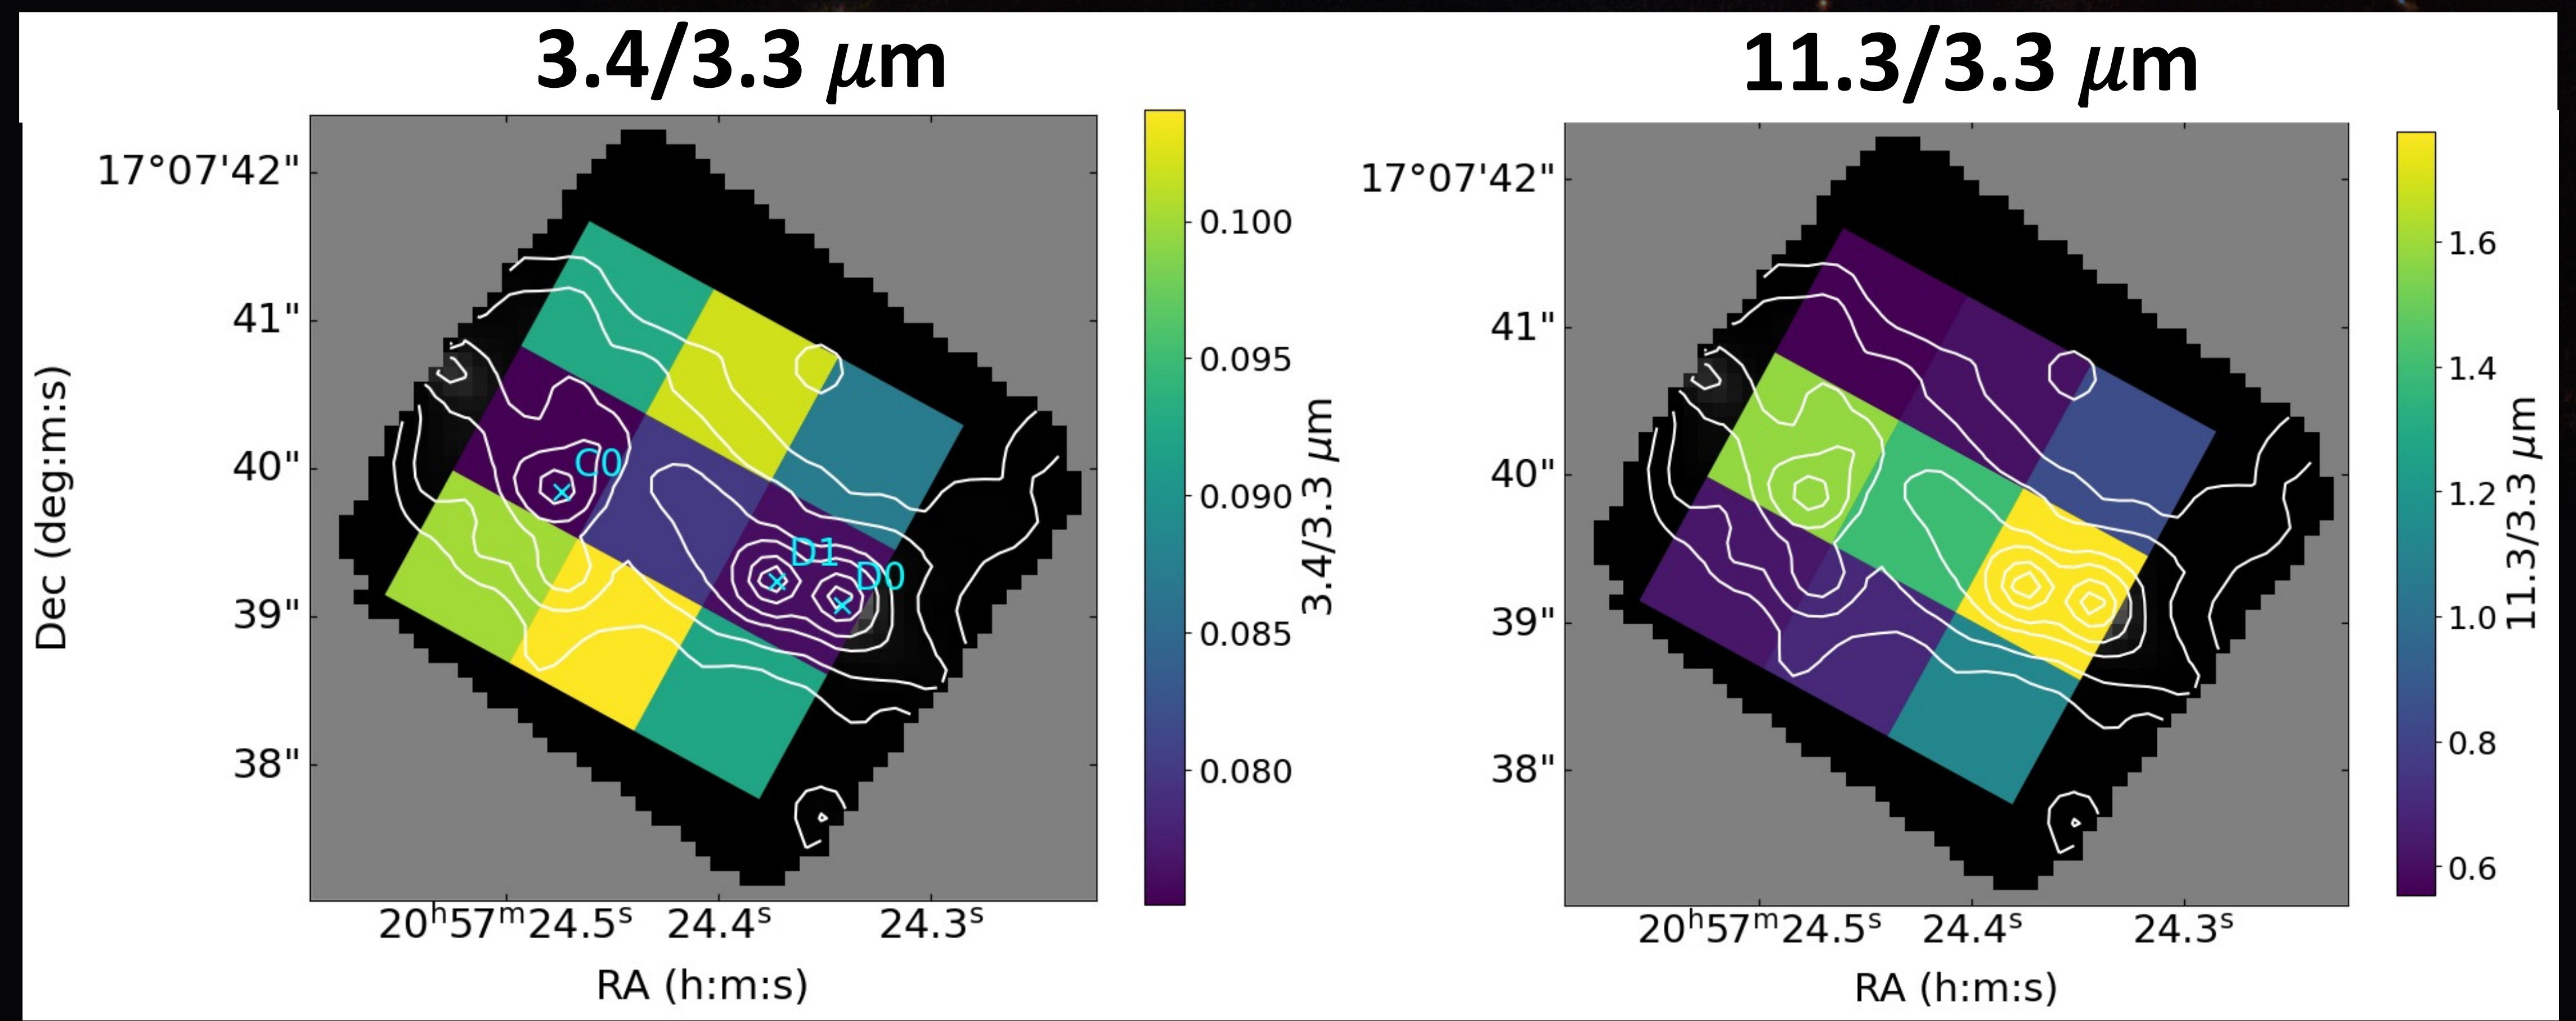 3.4/3.3 μm
17°07'42"
41"
40"
39"
38"
Dec (deg:m:s)
C0
D1
D0
20ʰ57ᵐ24.5ˢ 24.4ˢ 24.3ˢ
RA (h:m:s)
0.100
0.095
0.090
0.085
0.080
3.4/3.3 μm
11.3/3.3 μm
17°07'42"
41"
40"
39"
38"
20ʰ57ᵐ24.5ˢ 24.4ˢ 24.3ˢ
RA (h:m:s)
1.6
1.4
1.2
1.0
0.8
0.6
11.3/3.3 μm